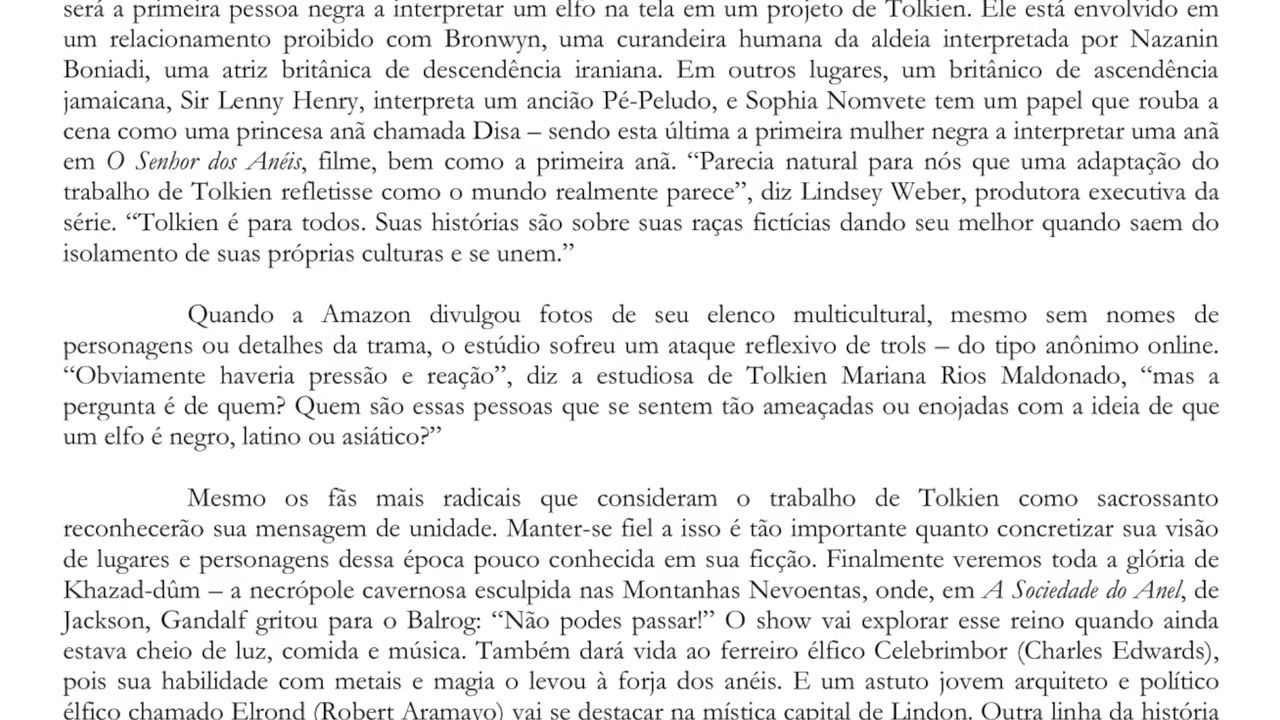 será a primeira pessoa negra a interpretar um elfo na tela em um projeto de Tolkien. Ele está envolvido em
um relacionamento proibido com Bronwyn, uma curandeira humana da aldeia interpretada por Nazanin
Boniadi, uma atriz britânica de descendência iraniana. Em outros lugares, um britânico de ascendência
jamaicana, Sir Lenny Henry, interpreta um ancião Pé-Peludo, e Sophia Nomvete tem um papel que rouba a
cena como uma princesa anã chamada Disa – sendo esta última a primeira mulher negra a interpretar uma anã
em O Senhor dos Anéis, filme, bem como a primeira anã. “Parecia natural para nós que uma adaptação do
trabalho de Tolkien refletisse como o mundo realmente parece”, diz Lindsey Weber, produtora executiva da
série. “Tolkien é para todos. Suas histórias são sobre suas raças fictícias dando seu melhor quando saem do
isolamento de suas próprias culturas e se unem.”
Quando a Amazon divulgou fotos de seu elenco multicultural, mesmo sem nomes de
personagens ou detalhes da trama, o estúdio sofreu um ataque reflexivo de trols – do tipo anônimo online.
“Obviamente haveria pressão e reação”, diz a estudiosa de Tolkien Mariana Rios Maldonado, “mas a
pergunta é de quem? Quem são essas pessoas que se sentem tão ameaçadas ou enojadas com a ideia de que
um elfo é negro, latino ou asiático?”
Mesmo os fãs mais radicais que consideram o trabalho de Tolkien como sacrossanto
reconhecerão sua mensagem de unidade. Manter-se fiel a isso é tão importante quanto concretizar sua visão
de lugares e personagens dessa época pouco conhecida em sua ficção. Finalmente veremos toda a glória de
Khazad-dûm – a necrópole cavernosa esculpida nas Montanhas Nevoentas, onde, em A Sociedade do Anel, de
Jackson, Gandalf gritou para o Balrog: “Não podes passar!” O show vai explorar esse reino quando ainda
estava cheio de luz, comida e música. Também dará vida ao ferreiro élfico Celebrimbor (Charles Edwards),
pois sua habilidade com metais e magia o levou à forja dos anéis. E um astuto jovem arquiteto e político
élfico chamado Elrond (Robert Aramayo) vai se destacar na mística capital de Lindon. Outra linha da história